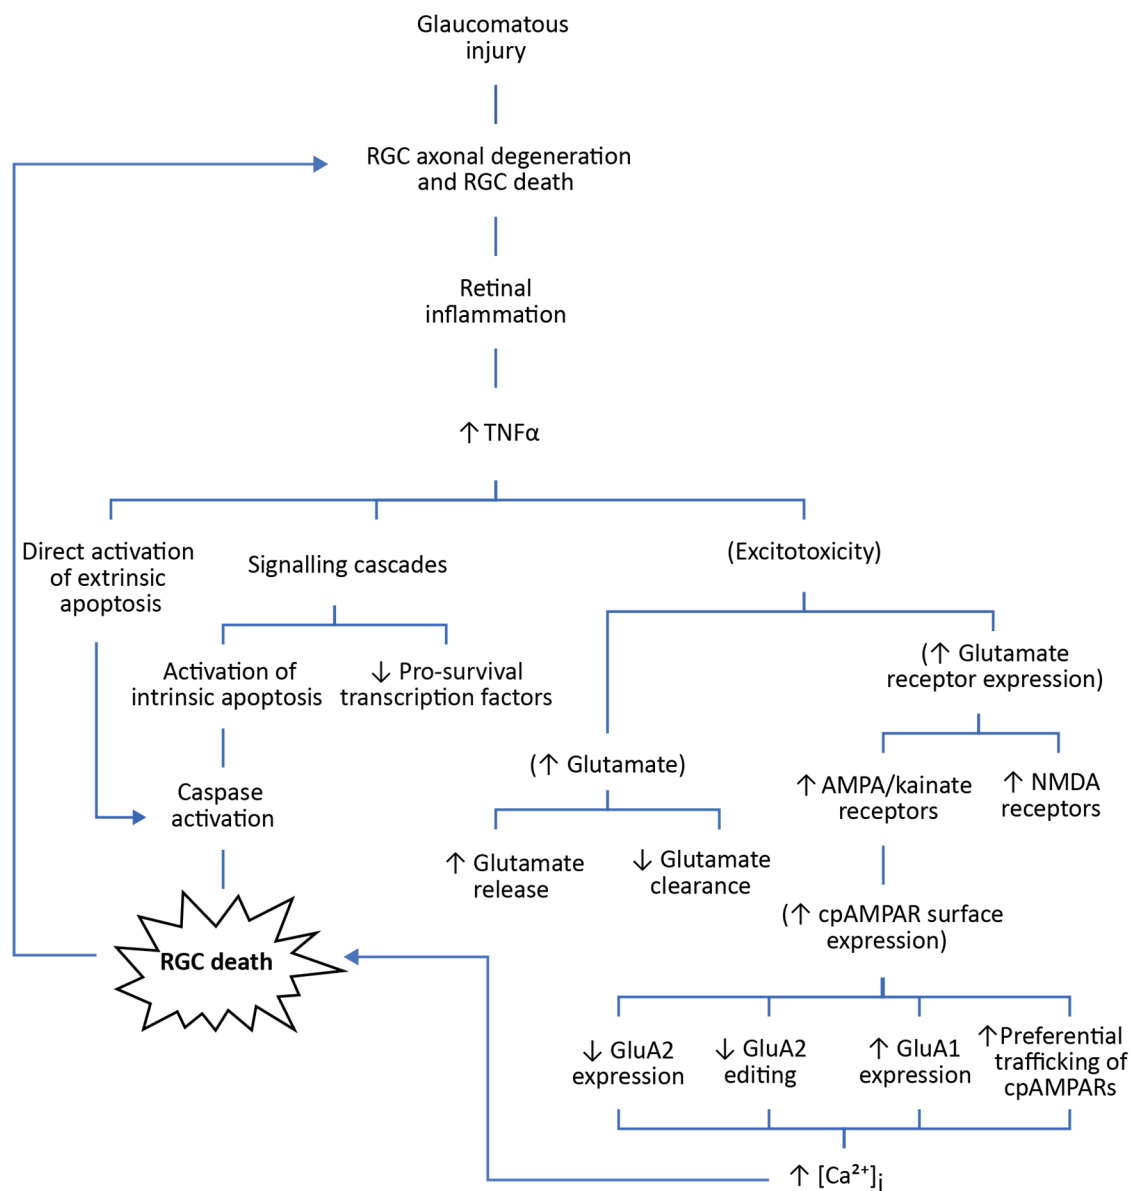 Glaucomatous
injury
RGC axonal degeneration
and RGC death
Retinal
inflammation
↑ TNFα
Direct activation
of extrinsic
apoptosis
Signalling cascades
(Excitotoxicity)
Activation of
intrinsic apoptosis
↓ Pro-survival
transcription factors
(↑ Glutamate
receptor expression)
(↑ Glutamate)
↑ AMPA/kainate
receptors
↑ NMDA
receptors
Caspase
activation
↑ Glutamate
release
↓ Glutamate
clearance
(↑ cpAMPAR surface
expression)
RGC death
↓ GluA2
expression
↓ GluA2
editing
↑ GluA1
expression
↑Preferential
trafficking of
cpAMPARs
↑ [Ca²⁺]i